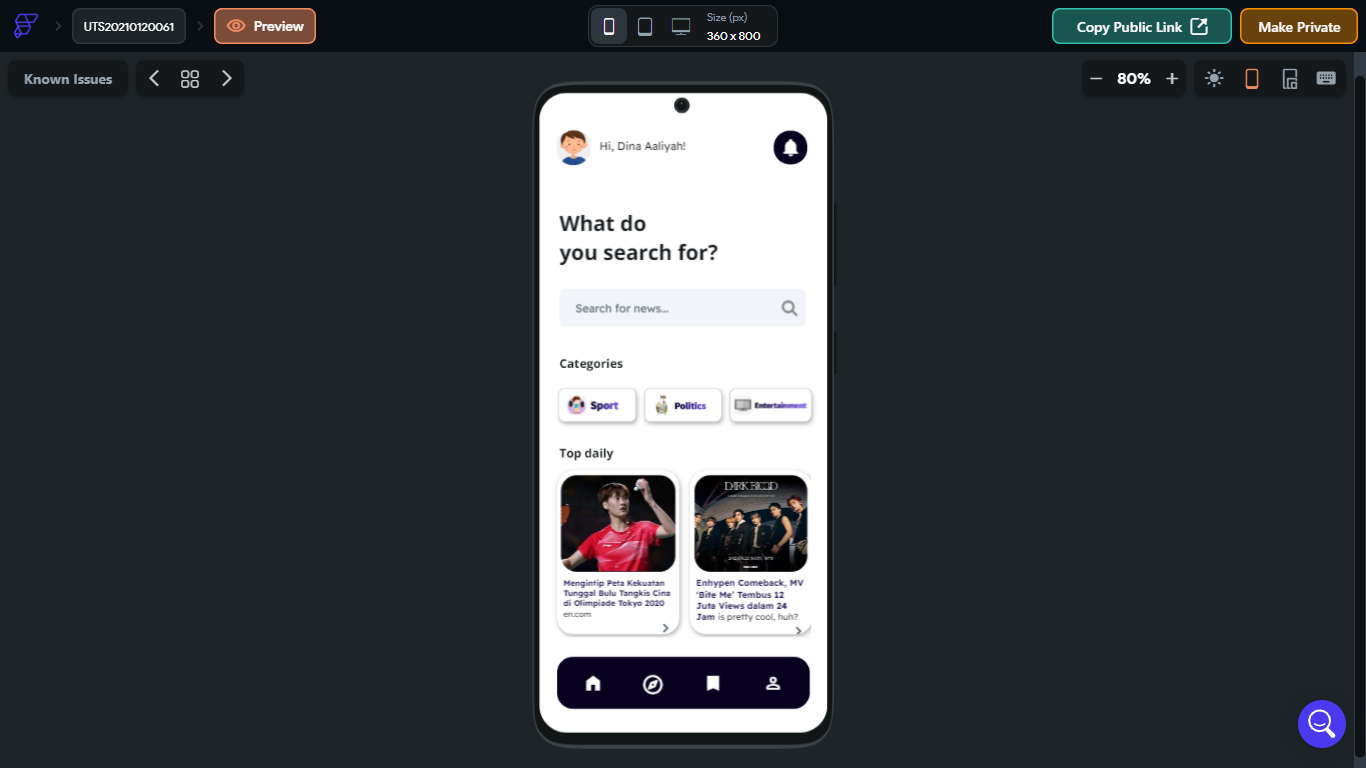 UTS20210120061
Preview
Size (px)
360 x 800
Copy Public Link
Make Private
Known Issues
80%
Hi, Dina Aaliyah!
What do
you search for?
Search for news...
Categories
Sport
Politics
Entertainment
Top daily
DARK BLOOD
Mengintip Peta Kekuatan
Tunggal Bulu Tangkis Cina
di Olimpiade Tokyo 2020
en.com
Enhypen Comeback, MV
'Bite Me' Tembus 12
Juta Views dalam 24
Jam is pretty cool, huh?